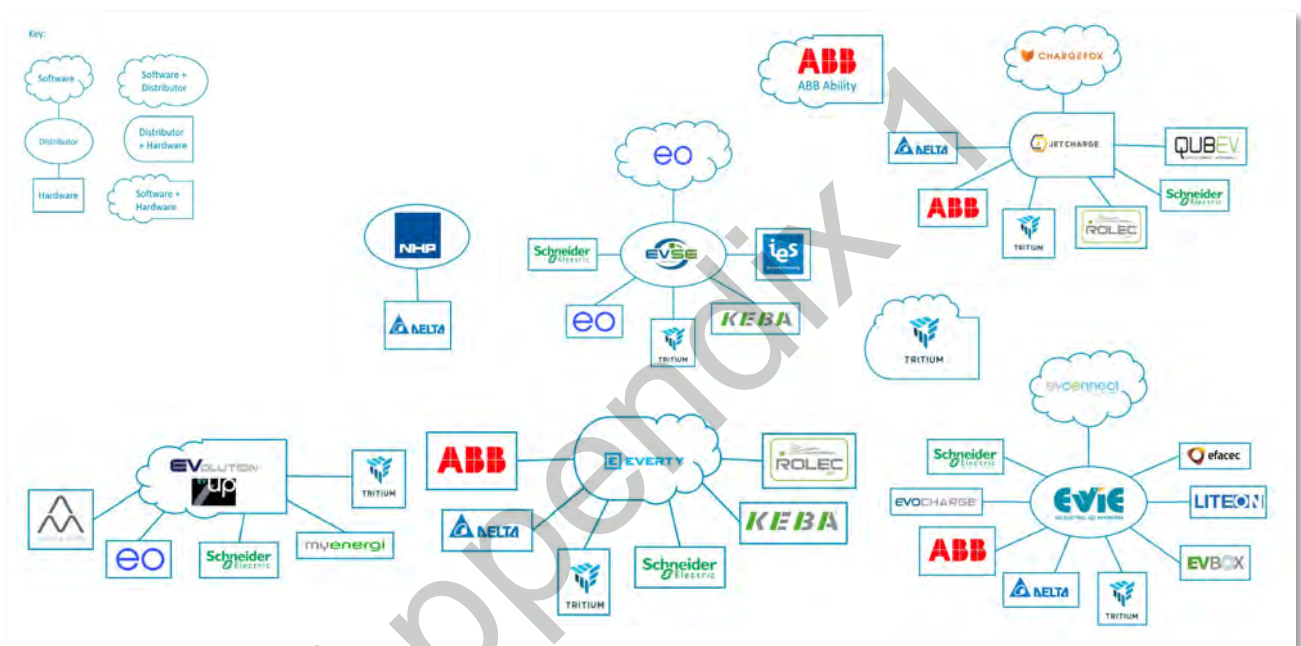 Key:
Software
Software +
Distributor
Distributor
Distributor
+ Hardware
Hardware
Software +
Hardware
ABB
ABB Ability
CHARGEFOX
DELTA
JETCHARGE
QUBEV
ABB
TRITIUM
ROLEC
Schneider
Electric
eo
NHP
DELTA
Schneider
Electric
EVSE
ies
eo
TRITIUM
KEBA
TRITIUM
evconnect
EVOLUTION
up
TRITIUM
eo
Schneider
Electric
myenergi
ABB
EVERTY
ROLEC
DELTA
KEBA
TRITIUM
Schneider
Electric
Schneider
Electric
efacec
EVOCHARGE
EVIE
LITEON
ABB
EVBOX
DELTA
TRITIUM
Appendix 1